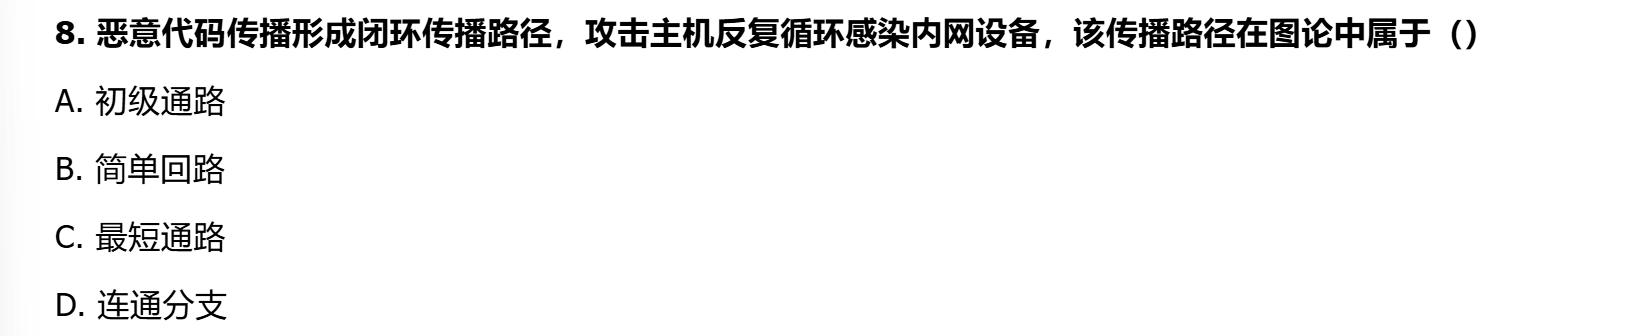 8. 恶意代码传播形成闭环传播路径，攻击主机反复循环感染内网设备，该传播路径在图论中属于（）
A. 初级通路
B. 简单回路
C. 最短通路
D. 连通分支